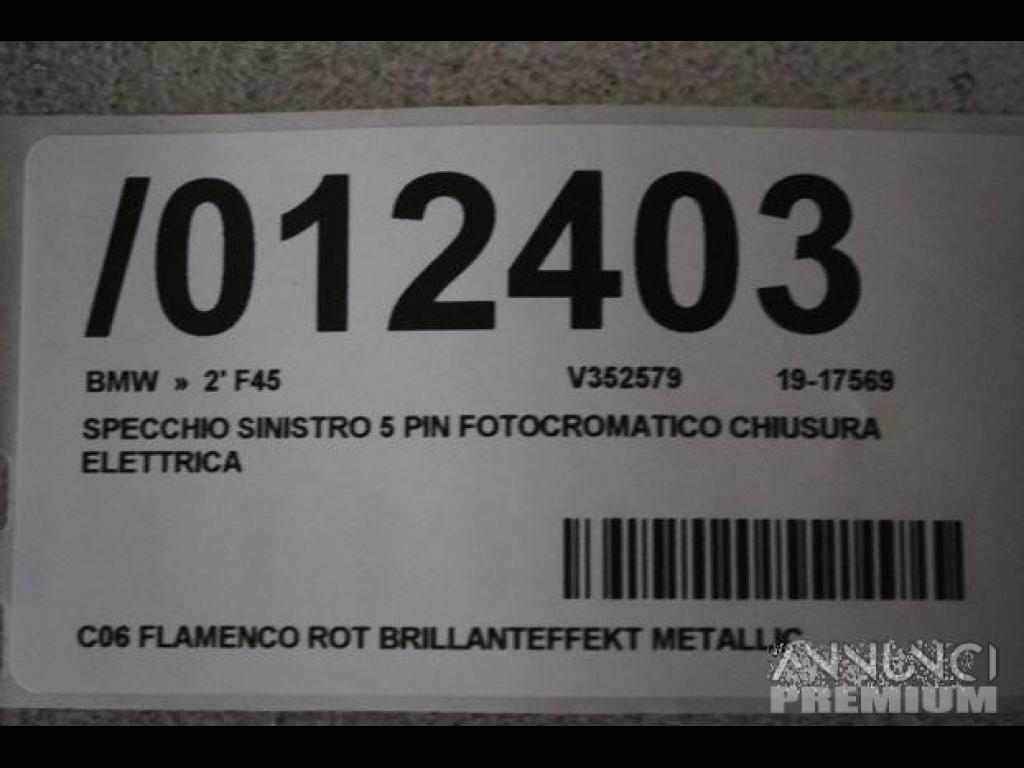 /012403
BMW » 2' F45 V352579 19-17569
SPECCHIO SINISTRO 5 PIN FOTOCROMATICO CHIUSURA
ELETTRICA
C06 FLAMENCO ROT BRILLANTEFFEKT METALLIC
ANNUNCI
PREMIUM